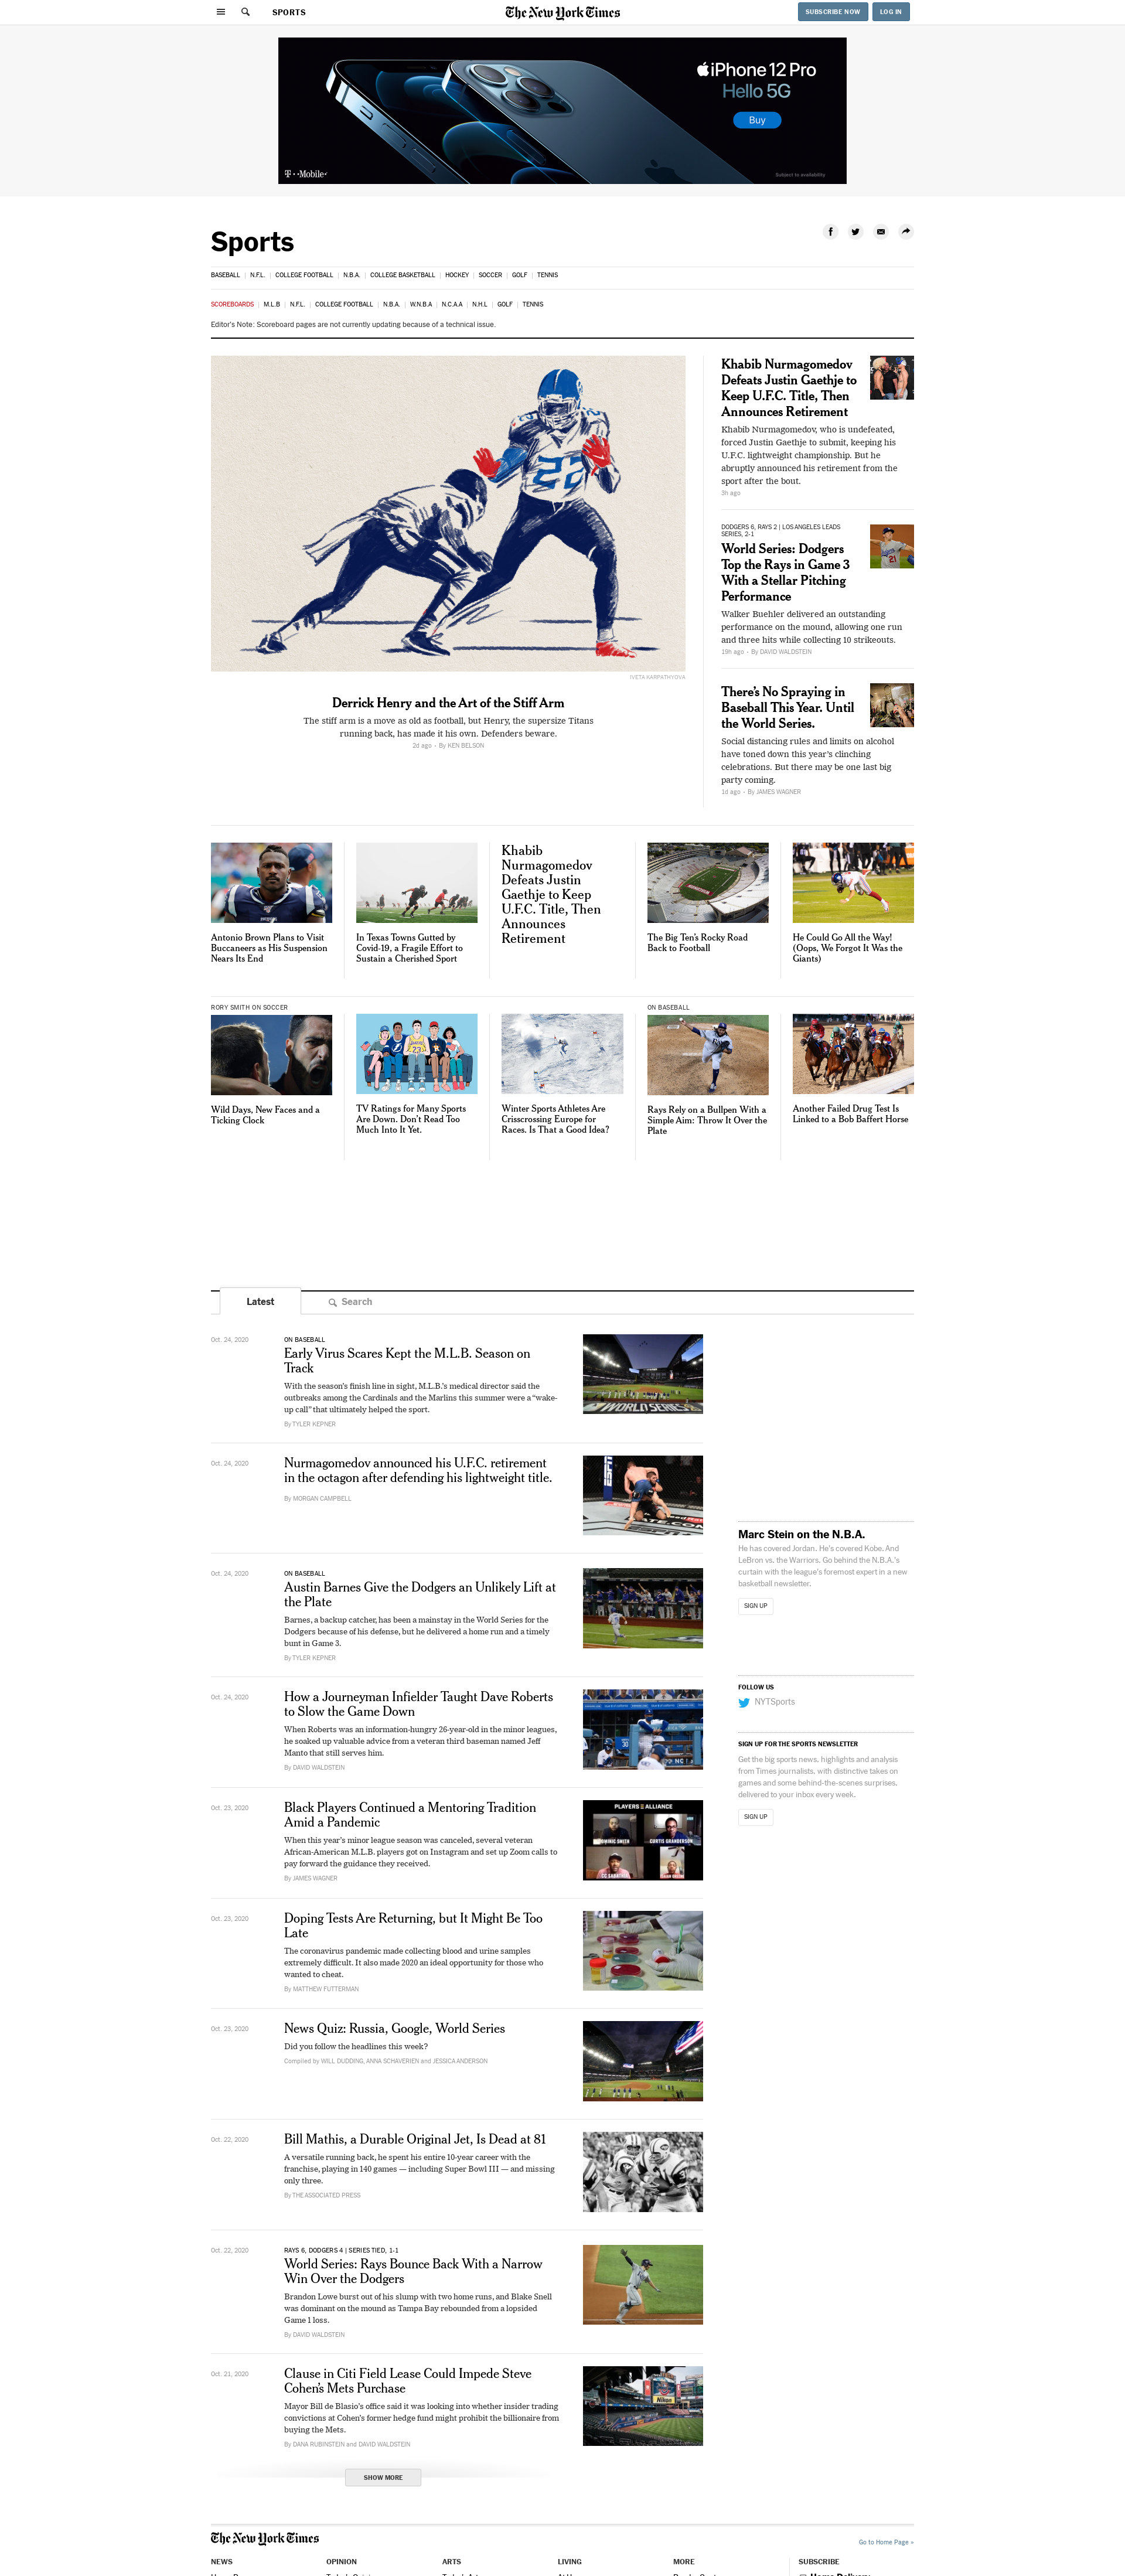 SPORTS
The New York Times
SUBSCRIBE NOW
LOG IN
iPhone 12 Pro
Hello 5G
Buy
T-Mobile
Subject to availability
Sports
BASEBALL | N.F.L. | COLLEGE FOOTBALL | N.B.A. | COLLEGE BASKETBALL | HOCKEY | SOCCER | GOLF | TENNIS
SCOREBOARDS | M.L.B | N.F.L. | COLLEGE FOOTBALL | N.B.A. | W.N.B.A | N.C.A.A | N.H.L | GOLF | TENNIS
Editor's Note: Scoreboard pages are not currently updating because of a technical issue.
22
IVETA KARPATHYOVA
Derrick Henry and the Art of the Stiff Arm
The stiff arm is a move as old as football, but Henry, the supersize Titans
running back, has made it his own. Defenders beware.
2d ago • By KEN BELSON
Khabib Nurmagomedov
Defeats Justin Gaethje to
Keep U.F.C. Title, Then
Announces Retirement
Khabib Nurmagomedov, who is undefeated,
forced Justin Gaethje to submit, keeping his
U.F.C. lightweight championship. But he
abruptly announced his retirement from the
sport after the bout.
3h ago
DODGERS 6, RAYS 2 | LOS ANGELES LEADS
SERIES, 2-1
World Series: Dodgers
Top the Rays in Game 3
With a Stellar Pitching
Performance
Walker Buehler delivered an outstanding
performance on the mound, allowing one run
and three hits while collecting 10 strikeouts.
19h ago • By DAVID WALDSTEIN
There's No Spraying in
Baseball This Year. Until
the World Series.
Social distancing rules and limits on alcohol
have toned down this year's clinching
celebrations. But there may be one last big
party coming.
1d ago • By JAMES WAGNER
Antonio Brown Plans to Visit
Buccaneers as His Suspension
Nears Its End
In Texas Towns Gutted by
Covid-19, a Fragile Effort to
Sustain a Cherished Sport
Khabib
Nurmagomedov
Defeats Justin
Gaethje to Keep
U.F.C. Title, Then
Announces
Retirement
The Big Ten's Rocky Road
Back to Football
He Could Go All the Way!
(Oops, We Forgot It Was the
Giants)
RORY SMITH ON SOCCER
Wild Days, New Faces and a
Ticking Clock
TV Ratings for Many Sports
Are Down. Don't Read Too
Much Into It Yet.
Winter Sports Athletes Are
Crisscrossing Europe for
Races. Is That a Good Idea?
ON BASEBALL
Rays Rely on a Bullpen With a
Simple Aim: Throw It Over the
Plate
Another Failed Drug Test Is
Linked to a Bob Baffert Horse
Latest
Search
Oct. 24, 2020
ON BASEBALL
Early Virus Scares Kept the M.L.B. Season on
Track
With the season's finish line in sight, M.L.B.'s medical director said the
outbreaks among the Cardinals and the Marlins this summer were a "wake-
up call" that ultimately helped the sport.
By TYLER KEPNER
WORLD SERIES
Oct. 24, 2020
Nurmagomedov announced his U.F.C. retirement
in the octagon after defending his lightweight title.
By MORGAN CAMPBELL
Oct. 24, 2020
ON BASEBALL
Austin Barnes Give the Dodgers an Unlikely Lift at
the Plate
Barnes, a backup catcher, has been a mainstay in the World Series for the
Dodgers because of his defense, but he delivered a home run and a timely
bunt in Game 3.
By TYLER KEPNER
Oct. 24, 2020
How a Journeyman Infielder Taught Dave Roberts
to Slow the Game Down
When Roberts was an information-hungry 26-year-old in the minor leagues,
he soaked up valuable advice from a veteran third baseman named Jeff
Manto that still serves him.
By DAVID WALDSTEIN
Oct. 23, 2020
Black Players Continued a Mentoring Tradition
Amid a Pandemic
When this year's minor league season was canceled, several veteran
African-American M.L.B. players got on Instagram and set up Zoom calls to
pay forward the guidance they received.
By JAMES WAGNER
PLAYERS ALLIANCE
DOMINIC SMITH
CURTIS GRANDERSON
Oct. 23, 2020
Doping Tests Are Returning, but It Might Be Too
Late
The coronavirus pandemic made collecting blood and urine samples
extremely difficult. It also made 2020 an ideal opportunity for those who
wanted to cheat.
By MATTHEW FUTTERMAN
Oct. 23, 2020
News Quiz: Russia, Google, World Series
Did you follow the headlines this week?
Compiled by WILL DUDDING, ANNA SCHAVERIEN and JESSICA ANDERSON
Oct. 22, 2020
Bill Mathis, a Durable Original Jet, Is Dead at 81
A versatile running back, he spent his entire 10-year career with the
franchise, playing in 140 games — including Super Bowl III — and missing
only three.
By THE ASSOCIATED PRESS
Oct. 22, 2020
RAYS 6, DODGERS 4 | SERIES TIED, 1-1
World Series: Rays Bounce Back With a Narrow
Win Over the Dodgers
Brandon Lowe burst out of his slump with two home runs, and Blake Snell
was dominant on the mound as Tampa Bay rebounded from a lopsided
Game 1 loss.
By DAVID WALDSTEIN
Oct. 21, 2020
Clause in Citi Field Lease Could Impede Steve
Cohen's Mets Purchase
Mayor Bill de Blasio's office said it was looking into whether insider trading
convictions at Cohen's former hedge fund might prohibit the billionaire from
buying the Mets.
By DANA RUBINSTEIN and DAVID WALDSTEIN
Nikon
SHOW MORE
Marc Stein on the N.B.A.
He has covered Jordan. He's covered Kobe. And
LeBron vs. the Warriors. Go behind the N.B.A.'s
curtain with the league's foremost expert in a new
basketball newsletter.
SIGN UP
FOLLOW US
NYTSports
SIGN UP FOR THE SPORTS NEWSLETTER
Get the big sports news, highlights and analysis
from Times journalists, with distinctive takes on
games and some behind-the-scenes surprises,
delivered to your inbox every week.
SIGN UP
The New York Times
Go to Home Page »
NEWS
OPINION
ARTS
LIVING
MORE
SUBSCRIBE